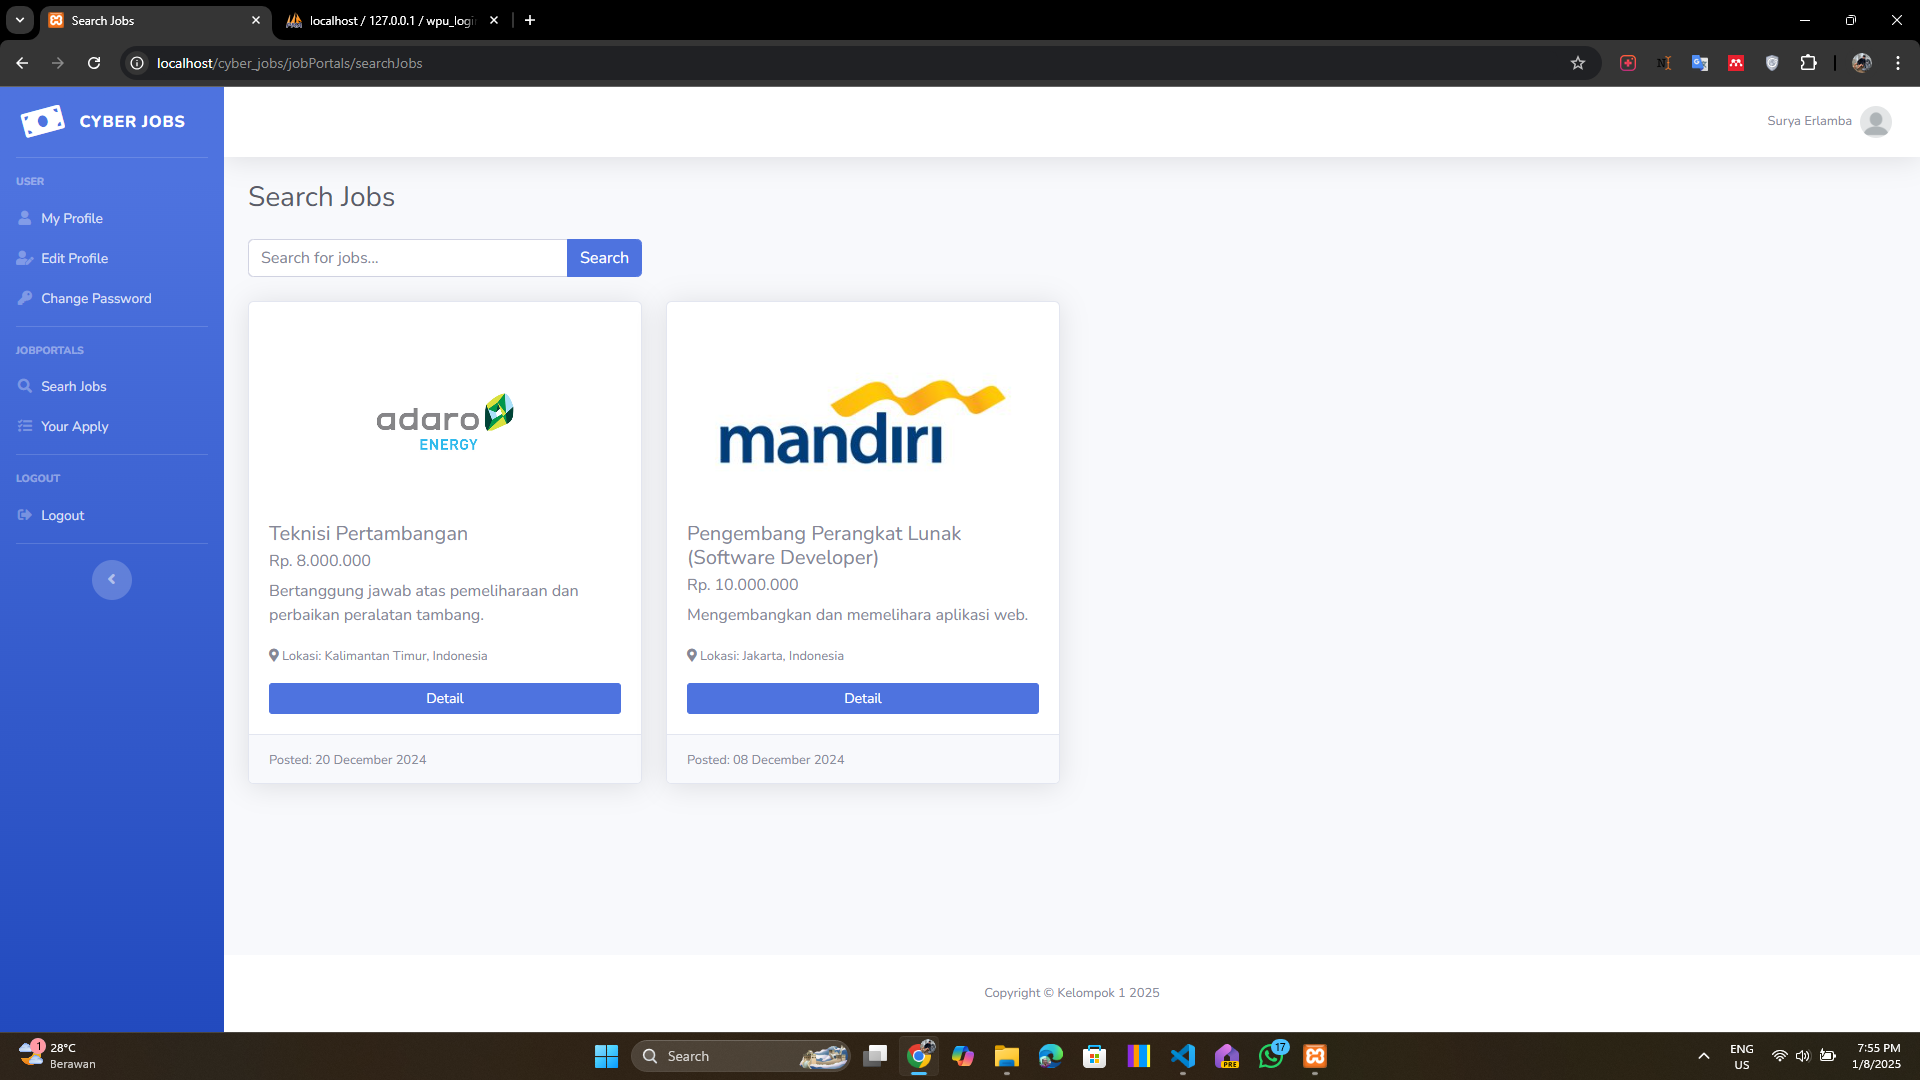 Search Jobs
localhost / 127.0.0.1 / wpu_logi
localhost/cyber_jobs/jobPortals/searchJobs
CYBER JOBS
Surya Erlamba
USER
My Profile
Edit Profile
Change Password
JOBPORTALS
Searh Jobs
Your Apply
LOGOUT
Logout
Search Jobs
Search for jobs...
Search
adaro
ENERGY
Teknisi Pertambangan
Rp. 8.000.000
Bertanggung jawab atas pemeliharaan dan
perbaikan peralatan tambang.
Lokasi: Kalimantan Timur, Indonesia
Detail
Posted: 20 December 2024
mandiri
Pengembang Perangkat Lunak
(Software Developer)
Rp. 10.000.000
Mengembangkan dan memelihara aplikasi web.
Lokasi: Jakarta, Indonesia
Detail
Posted: 08 December 2024
Copyright © Kelompok 1 2025
1
28°C
Berawan
Search
PRE
17
ENG
US
7:55 PM
1/8/2025